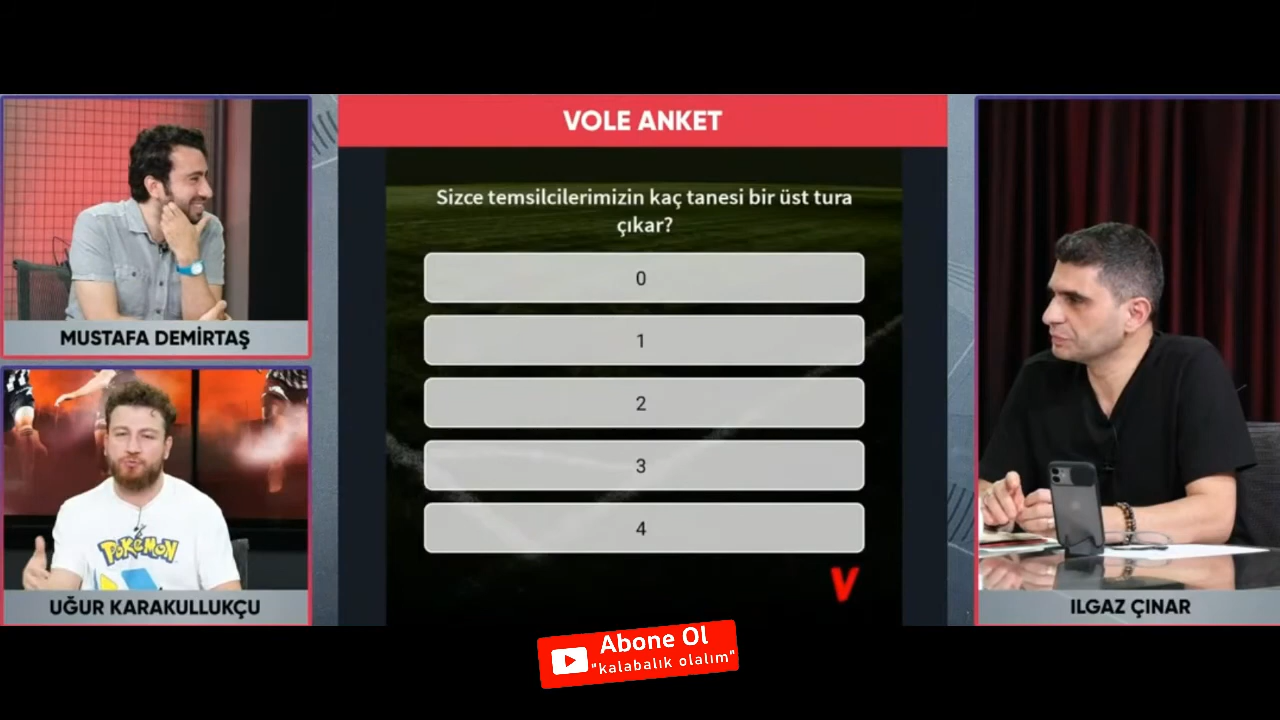 VOLE ANKET
Sizce temsilcilerimizin kaç tanesi bir üst tura
çıkar?
0
1
2
3
4
V
MUSTAFA DEMİRTAŞ
POKéMON
UĞUR KARAKULLUKÇU
ILGAZ ÇINAR
Abone Ol
"kalabalık olalım"